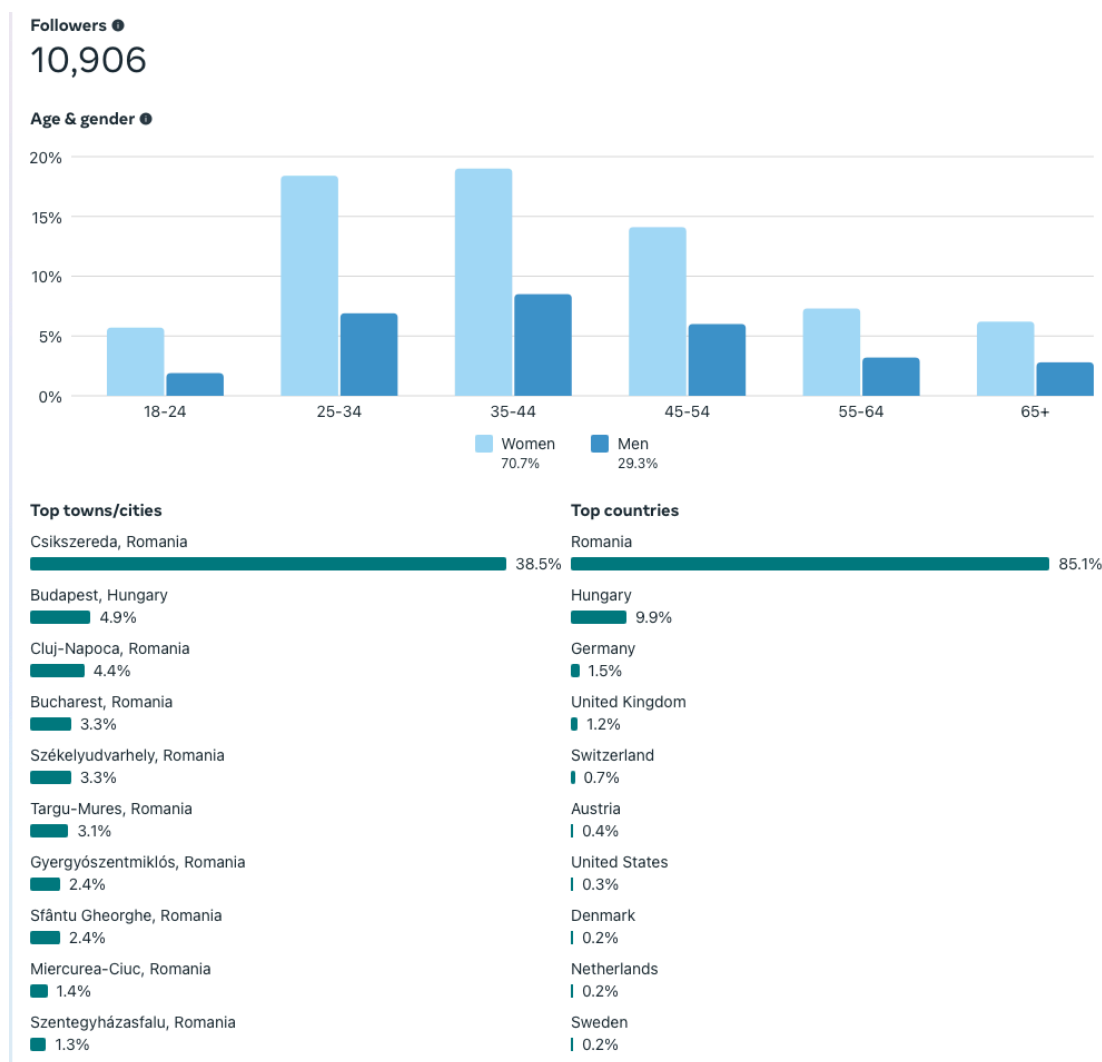 Followers
10,906
Age & gender
20%
15%
10%
5%
0%
18-24
25-34
35-44
45-54
55-64
65+
Women
70.7%
Men
29.3%
Top towns/cities
Csikszereda, Romania
38.5%
Budapest, Hungary
4.9%
Cluj-Napoca, Romania
4.4%
Bucharest, Romania
3.3%
Székelyudvarhely, Romania
3.3%
Targu-Mures, Romania
3.1%
Gyergyószentmiklós, Romania
2.4%
Sfântu Gheorghe, Romania
2.4%
Miercurea-Ciuc, Romania
1.4%
Szentegyházasfalu, Romania
1.3%
Top countries
Romania
85.1%
Hungary
9.9%
Germany
1.5%
United Kingdom
1.2%
Switzerland
0.7%
Austria
0.4%
United States
0.3%
Denmark
0.2%
Netherlands
0.2%
Sweden
0.2%